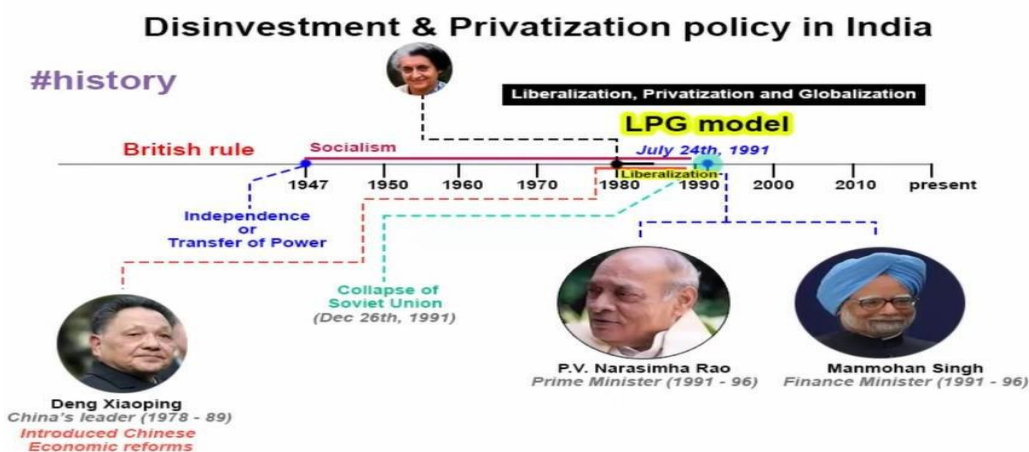 Disinvestment & Privatization policy in India
#history
Liberalization, Privatization and Globalization
LPG model
July 24th, 1991
British rule
Socialism
Liberalization
1947
1950
1960
1970
1980
1990
2000
2010
present
Independence
or
Transfer of Power
Collapse of
Soviet Union
(Dec 26th, 1991)
Deng Xiaoping
China's leader (1978 - 89)
Introduced Chinese
Economic reforms
P.V. Narasimha Rao
Prime Minister (1991 - 96)
Manmohan Singh
Finance Minister (1991 - 96)